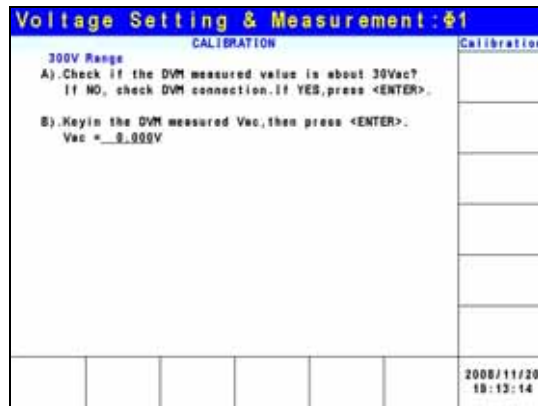 Voltage Setting & Measurement:Φ1
CALIBRATION
Calibration
300V Range
A).Check if the DVM measured value is about 30Vac?
If NO, check DVM connection.If YES,press <ENTER>.
B).Keyin the DVM measured Vac,then press <ENTER>.
Vac = 0.000V
2008/11/20
19:13:14